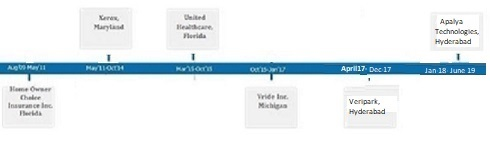 Xerox,
Maryland
United
Healthcare,
Florida
Apalya
Technologies,
Hyderabad
Aug'09-May'11
May'11-Oct'14
Mar'15-Oct'15
Oct'15-Jan'17
April17- Dec-17
Jan-18- June 19
Home Owner
Choice
Insurance Inc.
Florida
Vride Inc.
Michigan
Veripark,
Hyderabad